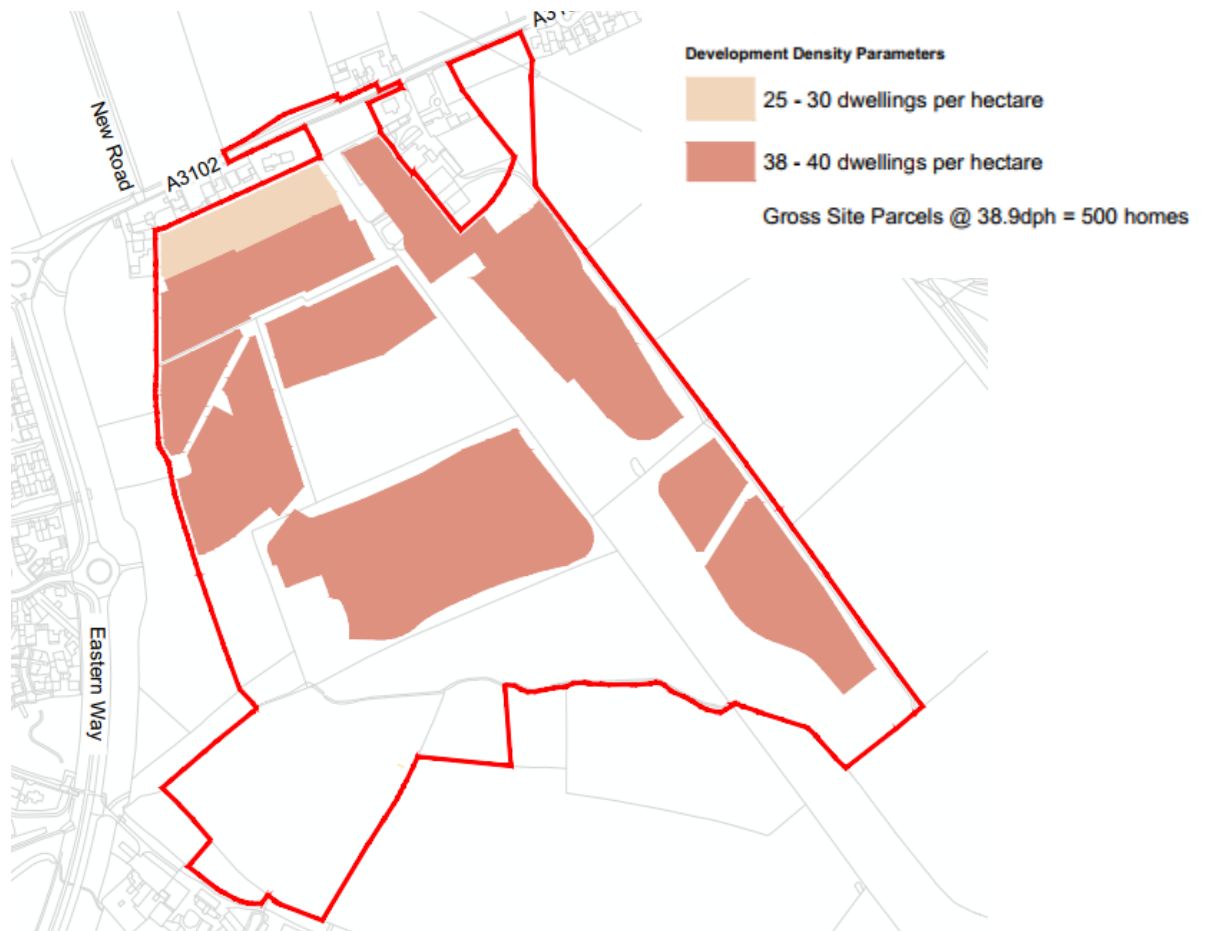 Development Density Parameters
25 - 30 dwellings per hectare
38 - 40 dwellings per hectare
Gross Site Parcels @ 38.9dph = 500 homes
New Road
A3102
Eastern Way